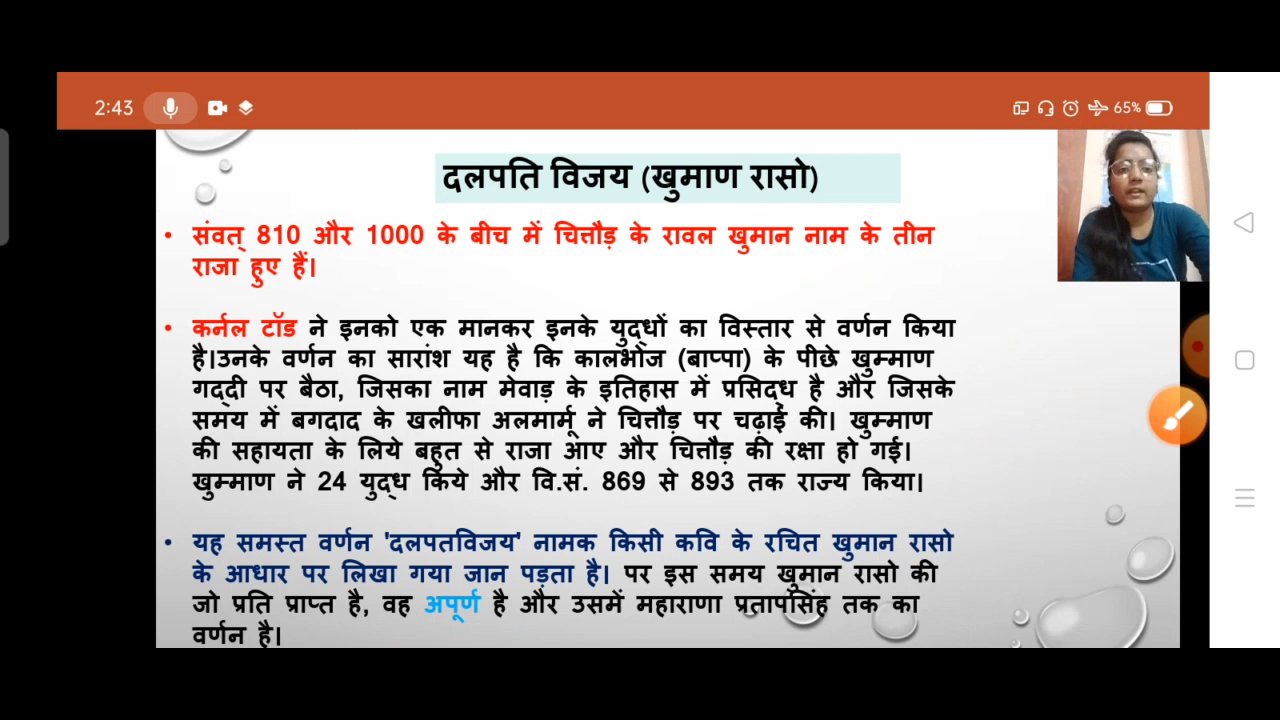 2:43
65%
दलपति विजय (खुमाण रासो)
• संवत् 810 और 1000 के बीच में चित्तौड़ के रावल खुमान नाम के तीन
राजा हुए हैं।
• कर्नल टॉड ने इनको एक मानकर इनके युद्धों का विस्तार से वर्णन किया
है।उनके वर्णन का सारांश यह है कि कालभोज (बाप्पा) के पीछे खुम्माण
गद्दी पर बैठा, जिसका नाम मेवाड़ के इतिहास में प्रसिद्ध है और जिसके
समय में बगदाद के खलीफा अलमामूँ ने चित्तौड़ पर चढ़ाई की। खुम्माण
की सहायता के लिये बहुत से राजा आए और चित्तौड़ की रक्षा हो गई।
खुम्माण ने 24 युद्ध किये और वि.सं. 869 से 893 तक राज्य किया।
• यह समस्त वर्णन 'दलपतविजय' नामक किसी कवि के रचित खुमान रासो
के आधार पर लिखा गया जान पड़ता है। पर इस समय खुमान रासो की
जो प्रति प्राप्त है, वह अपूर्ण है और उसमें महाराणा प्रतापसिंह तक का
वर्णन है।